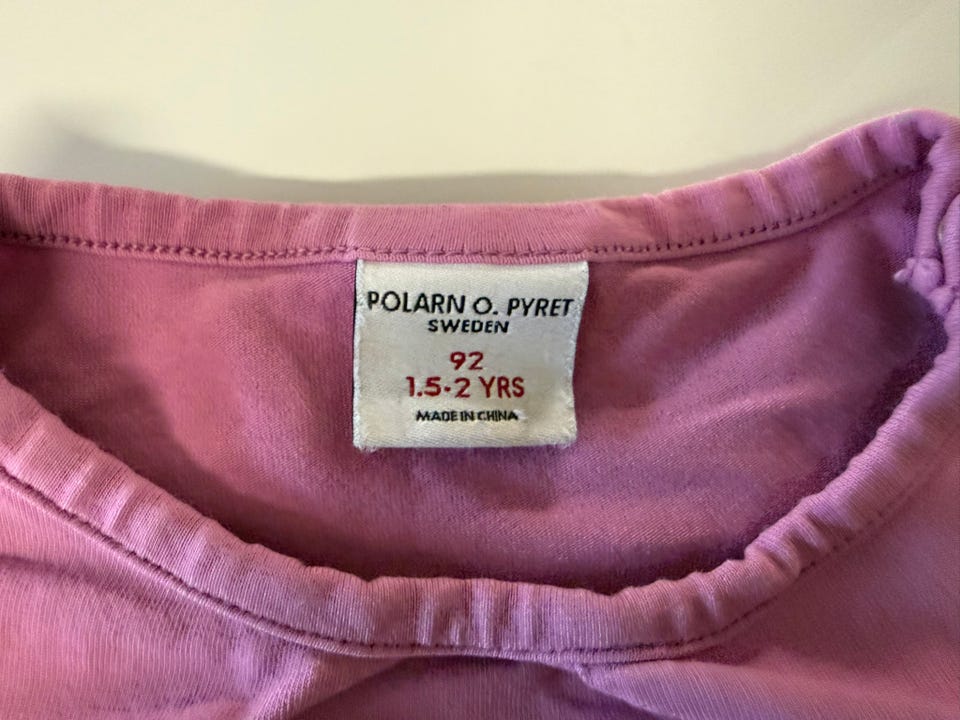 POLARN O. PYRET
SWEDEN
92
1.5-2 YRS
MADE IN CHINA